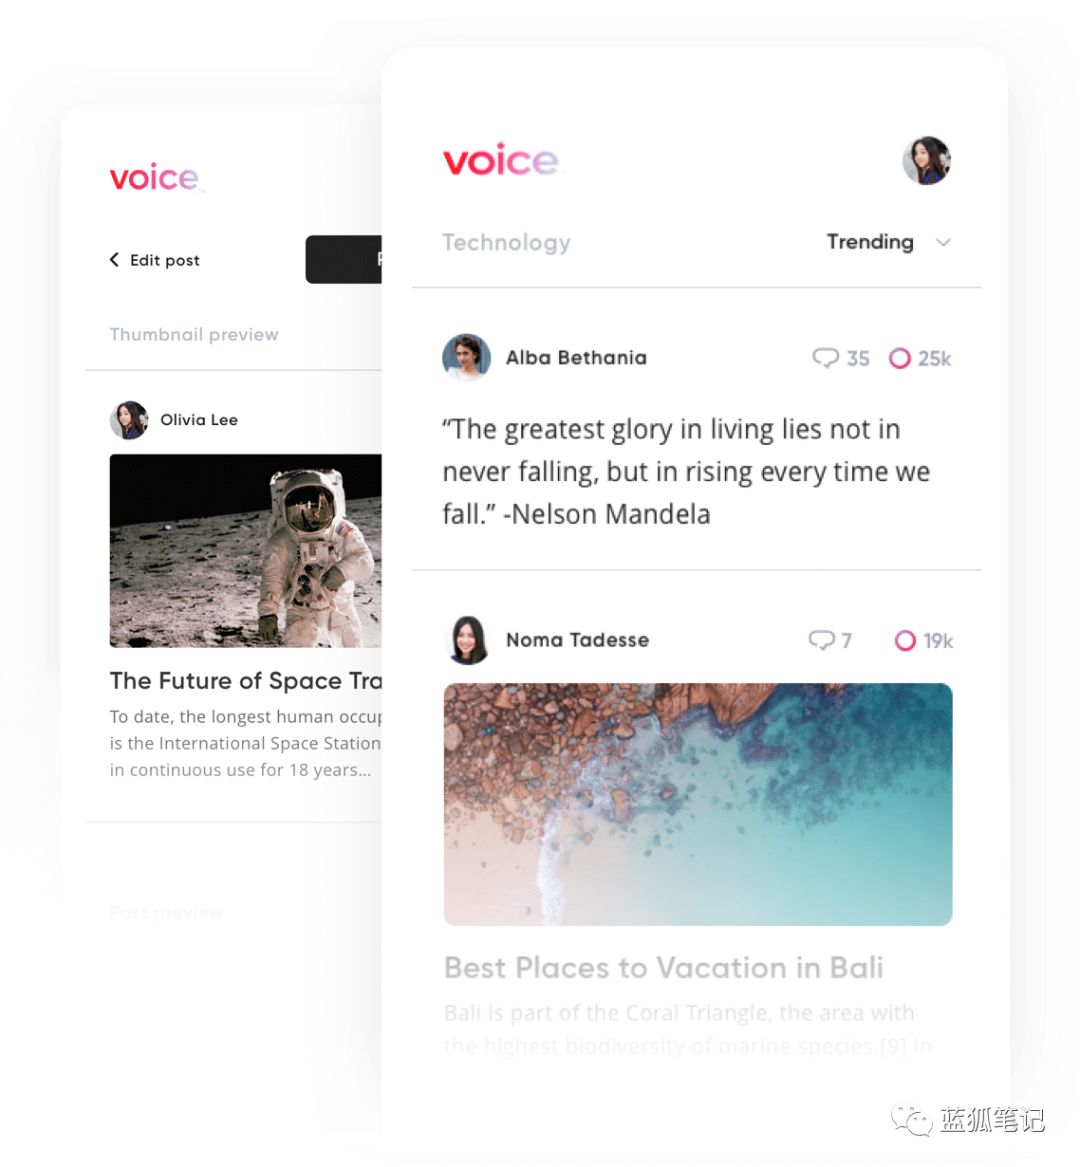 voice
Edit post
Thumbnail preview
Olivia Lee
The Future of Space Tra
To date, the longest human occup
is the International Space Station
in continuous use for 18 years...
Post preview
voice
Technology
Trending
Alba Bethania
35
25k
“The greatest glory in living lies not in
never falling, but in rising every time we
fall.” -Nelson Mandela
Noma Tadesse
7
19k
Best Places to Vacation in Bali
Bali is part of the Coral Triangle, the area with
the highest biodiversity of marine species.[9] In
蓝狐笔记